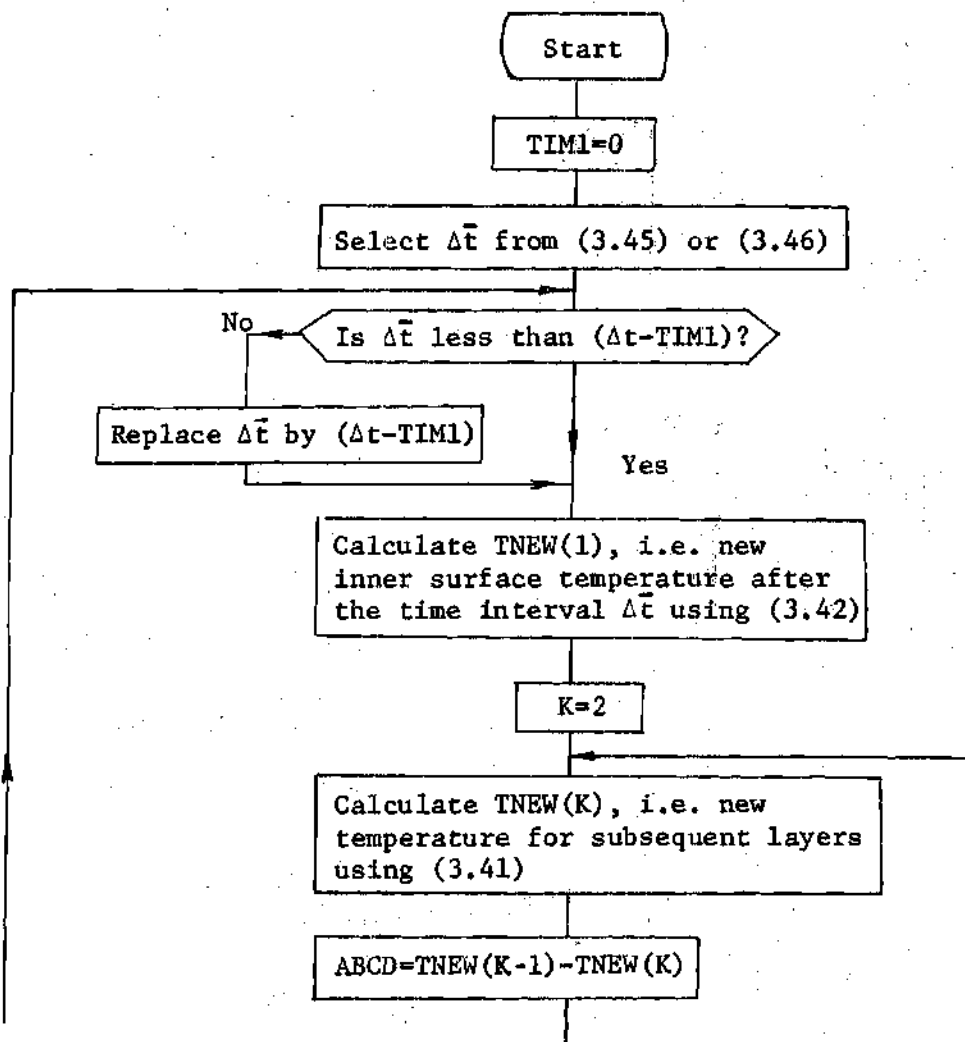 Start
TIM1=0
Select Δt̄ from (3.45) or (3.46)
No
Is Δt̄ less than (Δt-TIM1)?
Replace Δt̄ by (Δt-TIM1)
Yes
Calculate TNEW(1), i.e. new
inner surface temperature after
the time interval Δt̄ using (3.42)
K=2
Calculate TNEW(K), i.e. new
temperature for subsequent layers
using (3.41)
ABCD=TNEW(K-1)-TNEW(K)